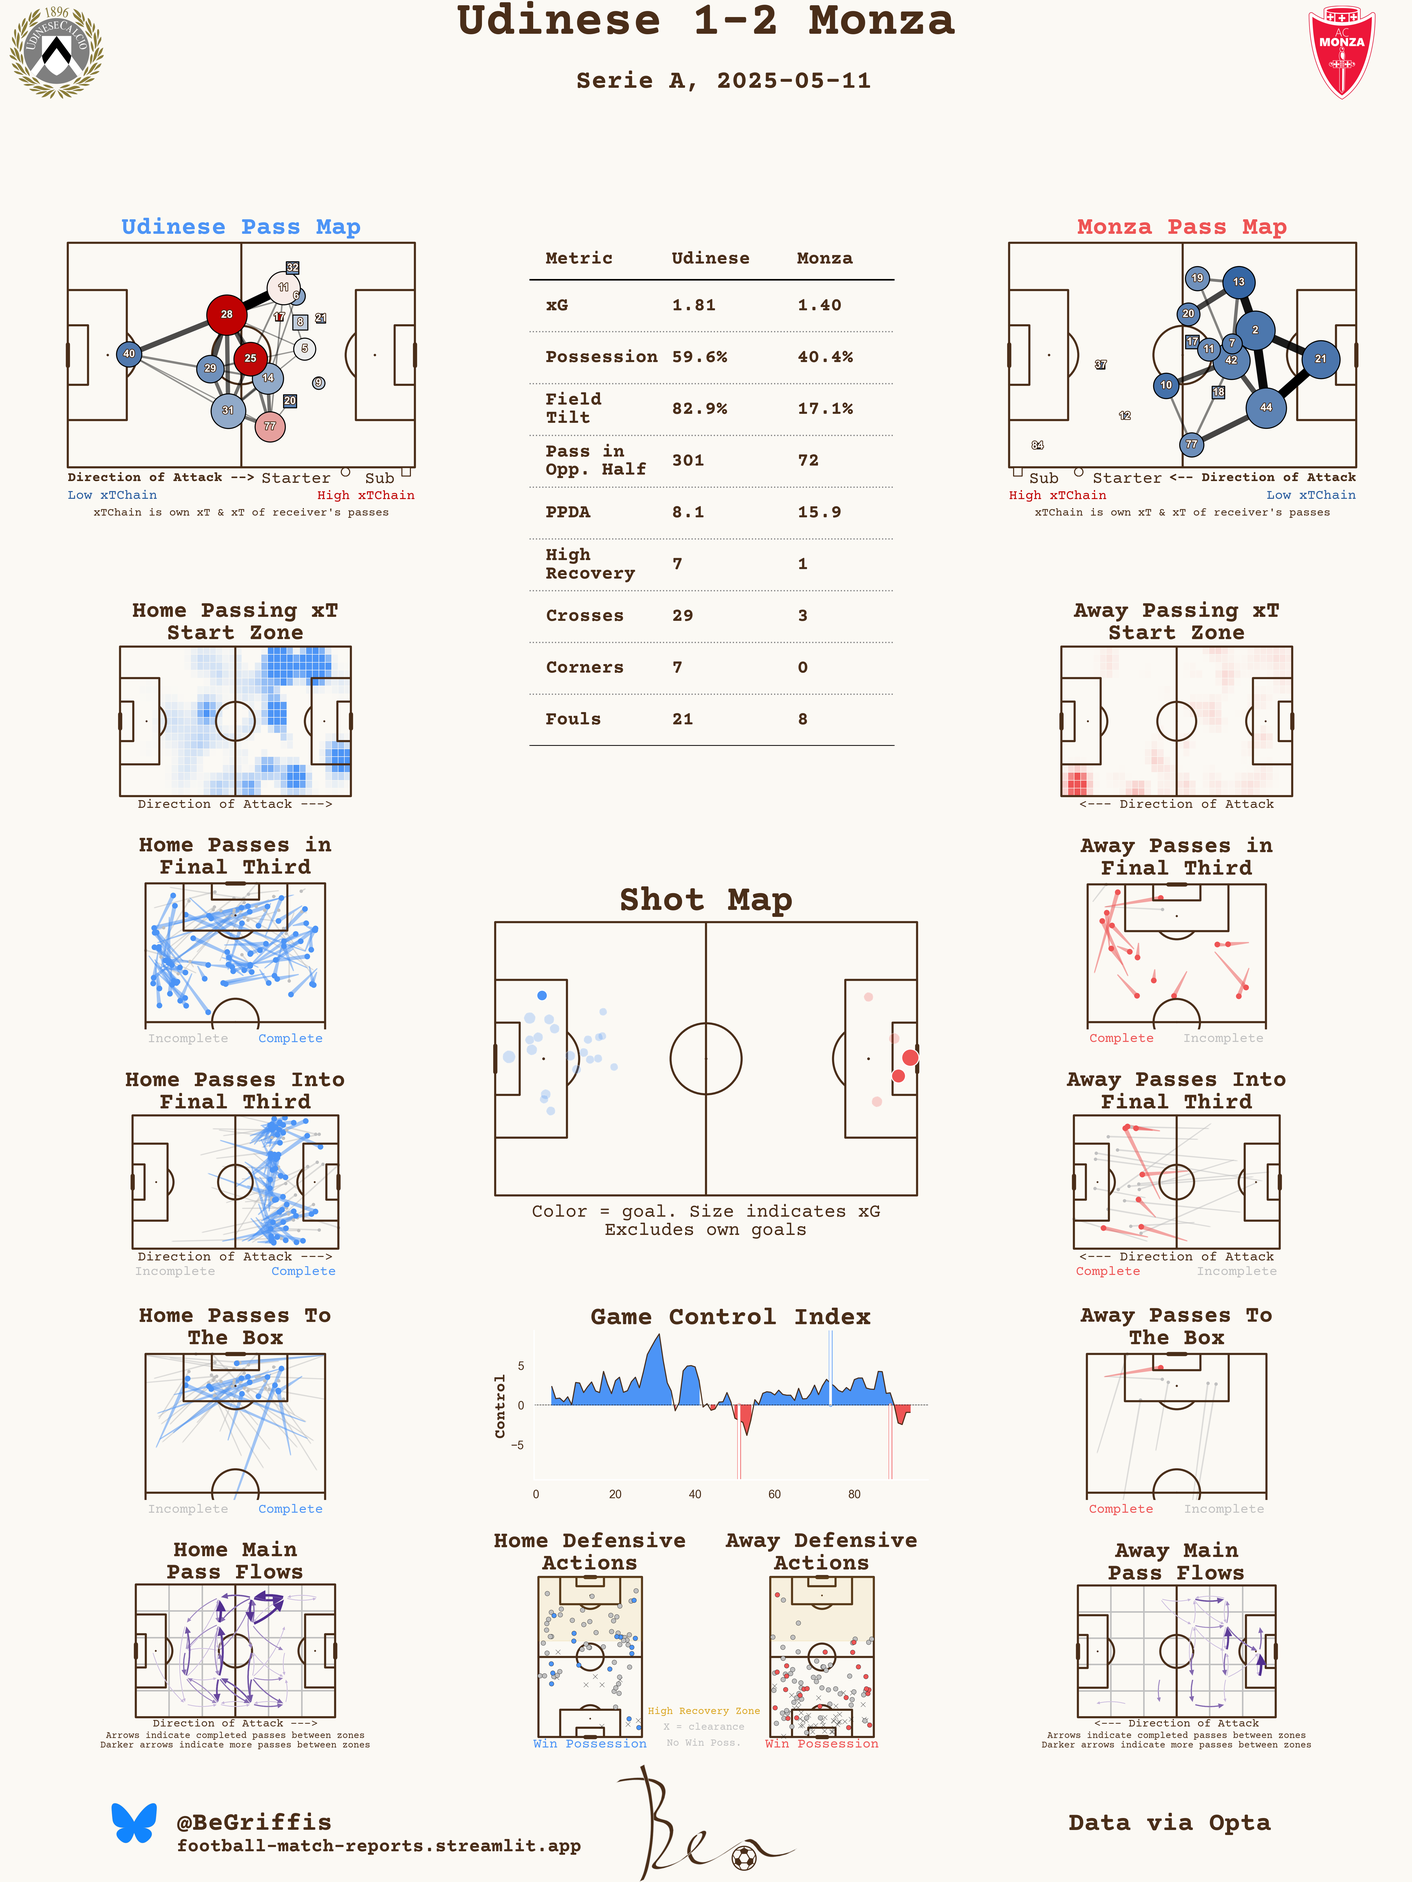 Udinese 1-2 Monza
Serie A, 2025-05-11
1896
UDINESE CALCIO
AC
MONZA
Udinese Pass Map
32
11
6
28
17
8
21
40
25
5
29
14
9
31
20
77
Direction of Attack --> Starter Sub
Low xTChain High xTChain
xTChain is own xT & xT of receiver's passes
Metric Udinese Monza
xG 1.81 1.40
Possession 59.6% 40.4%
Field
Tilt 82.9% 17.1%
Pass in
Opp. Half 301 72
PPDA 8.1 15.9
High
Recovery 7 1
Crosses 29 3
Corners 7 0
Fouls 21 8
Monza Pass Map
19
13
20
2
17
11
7
42
21
37
10
18
44
12
77
84
Sub Starter <-- Direction of Attack
High xTChain Low xTChain
xTChain is own xT & xT of receiver's passes
Home Passing xT
Start Zone
Direction of Attack --->
Away Passing xT
Start Zone
<--- Direction of Attack
Home Passes in
Final Third
Incomplete Complete
Away Passes in
Final Third
Complete Incomplete
Shot Map
Color = goal. Size indicates xG
Excludes own goals
Home Passes Into
Final Third
Direction of Attack --->
Incomplete Complete
Away Passes Into
Final Third
<--- Direction of Attack
Complete Incomplete
Home Passes To
The Box
Incomplete Complete
Game Control Index
Control
5
0
−5
0 20 40 60 80
Away Passes To
The Box
Complete Incomplete
Home Main
Pass Flows
Direction of Attack --->
Arrows indicate completed passes between zones
Darker arrows indicate more passes between zones
Home Defensive
Actions
Win Possession
High Recovery Zone
X = clearance
No Win Poss.
Away Defensive
Actions
Win Possession
Away Main
Pass Flows
<--- Direction of Attack
Arrows indicate completed passes between zones
Darker arrows indicate more passes between zones
@BeGriffis
football-match-reports.streamlit.app
Ben
Data via Opta